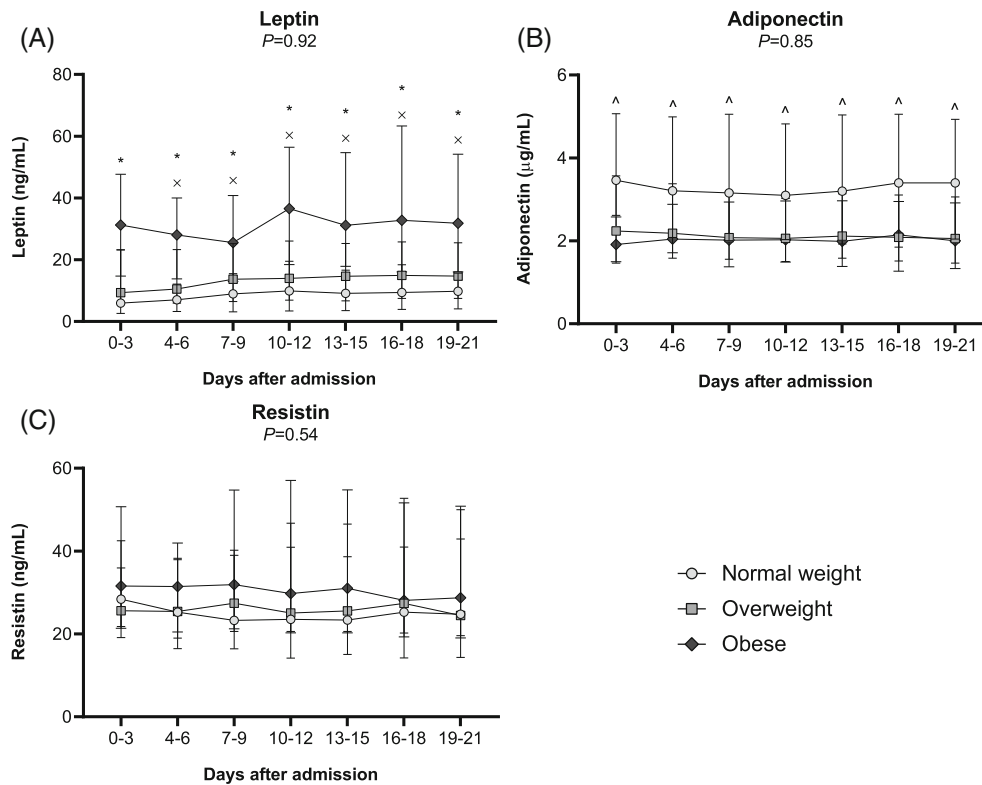 (A)
Leptin
P=0.92
Leptin (ng/mL)
80
60
40
20
0
* * * * * * *
× × × × × ×
0-3 4-6 7-9 10-12 13-15 16-18 19-21
Days after admission
(B)
Adiponectin
P=0.85
Adiponectin (μg/mL)
6
4
2
0
^ ^ ^ ^ ^ ^ ^
0-3 4-6 7-9 10-12 13-15 16-18 19-21
Days after admission
(C)
Resistin
P=0.54
Resistin (ng/mL)
60
40
20
0
0-3 4-6 7-9 10-12 13-15 16-18 19-21
Days after admission
Normal weight
Overweight
Obese